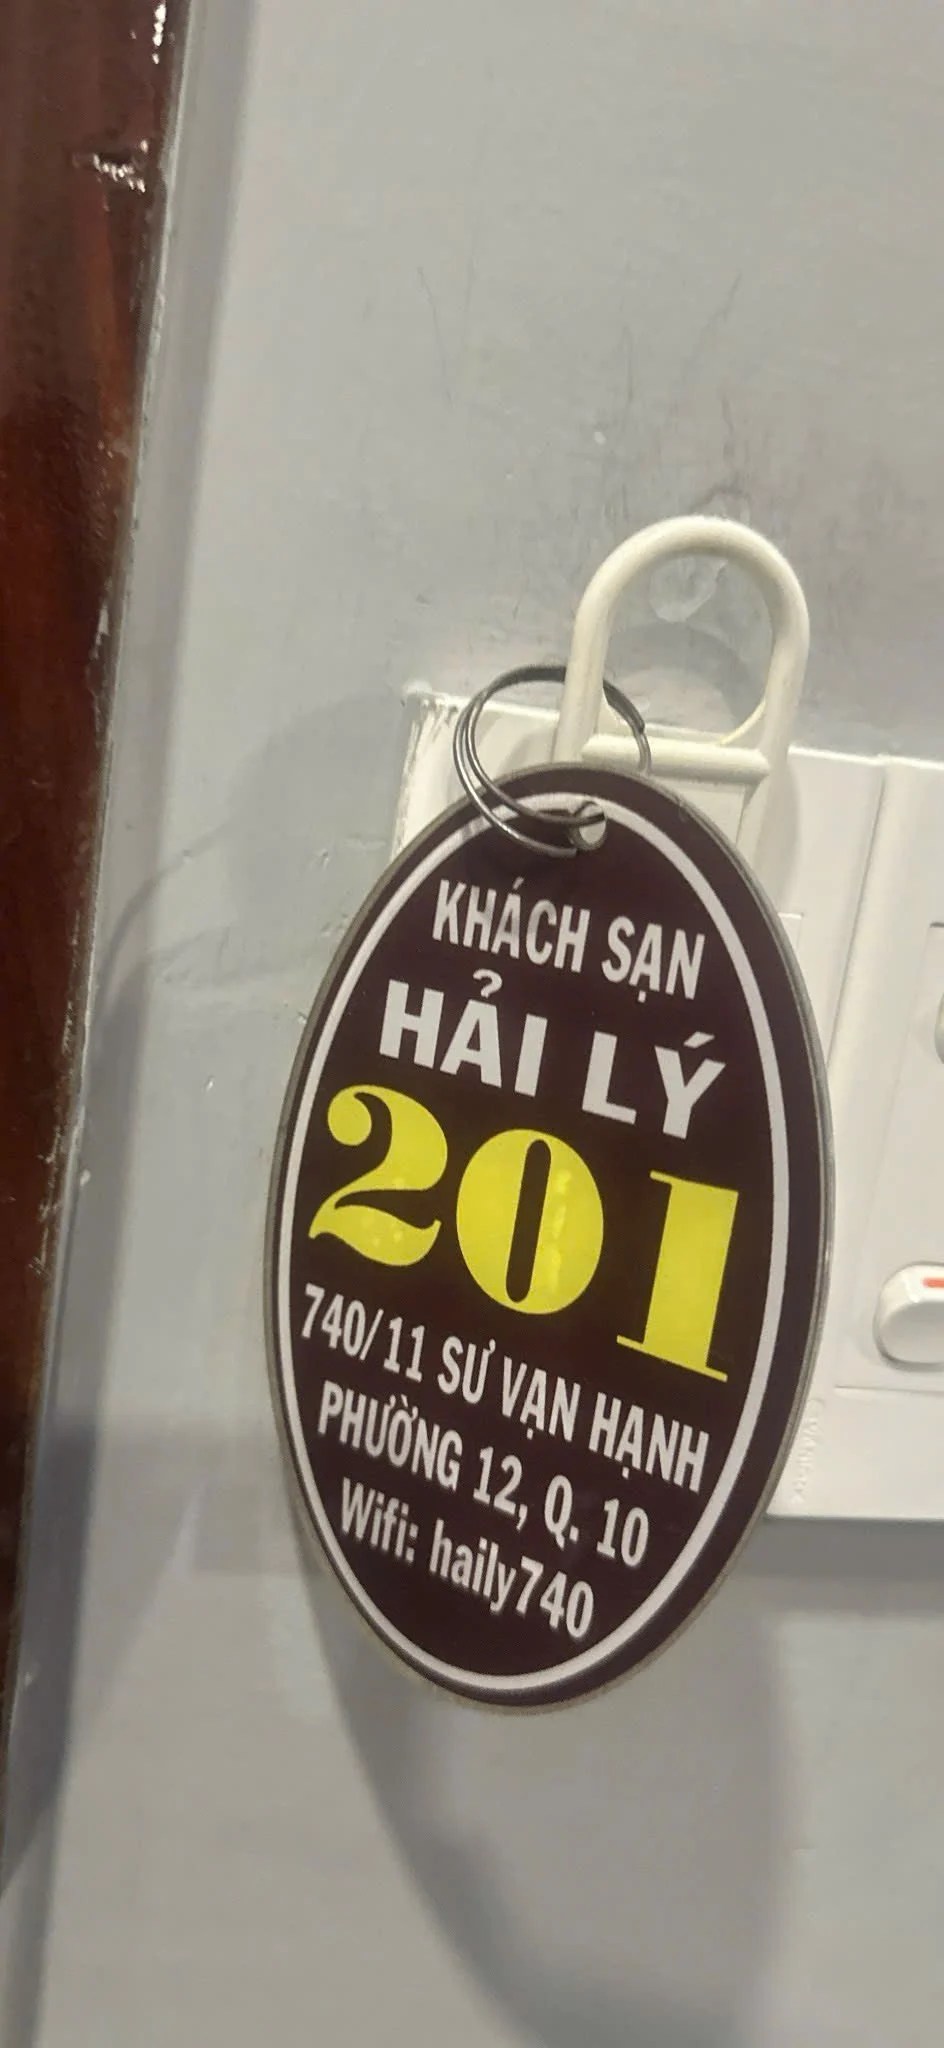 KHÁCH SẠN
HẢI LÝ
201
740/11 SƯ VẠN HẠNH
PHƯỜNG 12, Q. 10
Wifi: haily740